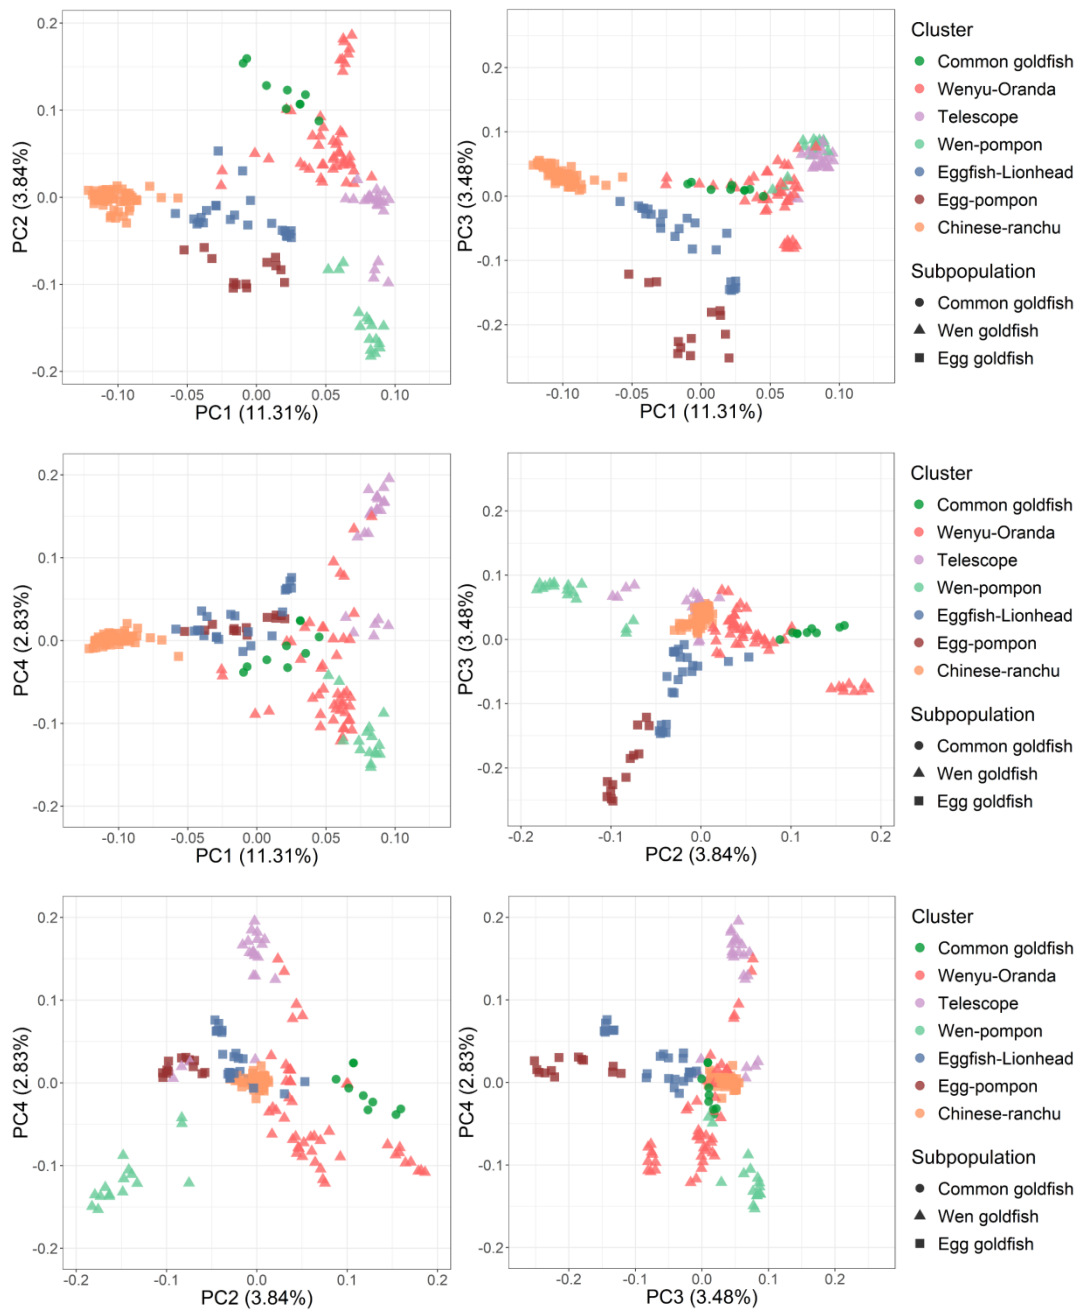 0.2
0.1
0.0
-0.1
-0.2
PC2 (3.84%)
-0.10
-0.05
0.00
0.05
0.10
PC1 (11.31%)
0.2
0.1
0.0
-0.1
-0.2
PC3 (3.48%)
-0.10
-0.05
0.00
0.05
0.10
PC1 (11.31%)
Cluster
Common goldfish
Wenyu-Oranda
Telescope
Wen-pompon
Eggfish-Lionhead
Egg-pompon
Chinese-ranchu
Subpopulation
Common goldfish
Wen goldfish
Egg goldfish
0.2
0.1
0.0
-0.1
-0.2
PC4 (2.83%)
-0.10
-0.05
0.00
0.05
0.10
PC1 (11.31%)
0.2
0.1
0.0
-0.1
-0.2
PC3 (3.48%)
-0.2
-0.1
0.0
0.1
0.2
PC2 (3.84%)
Cluster
Common goldfish
Wenyu-Oranda
Telescope
Wen-pompon
Eggfish-Lionhead
Egg-pompon
Chinese-ranchu
Subpopulation
Common goldfish
Wen goldfish
Egg goldfish
0.2
0.1
0.0
-0.1
-0.2
PC4 (2.83%)
-0.2
-0.1
0.0
0.1
0.2
PC2 (3.84%)
0.2
0.1
0.0
-0.1
-0.2
PC4 (2.83%)
-0.2
-0.1
0.0
0.1
0.2
PC3 (3.48%)
Cluster
Common goldfish
Wenyu-Oranda
Telescope
Wen-pompon
Eggfish-Lionhead
Egg-pompon
Chinese-ranchu
Subpopulation
Common goldfish
Wen goldfish
Egg goldfish